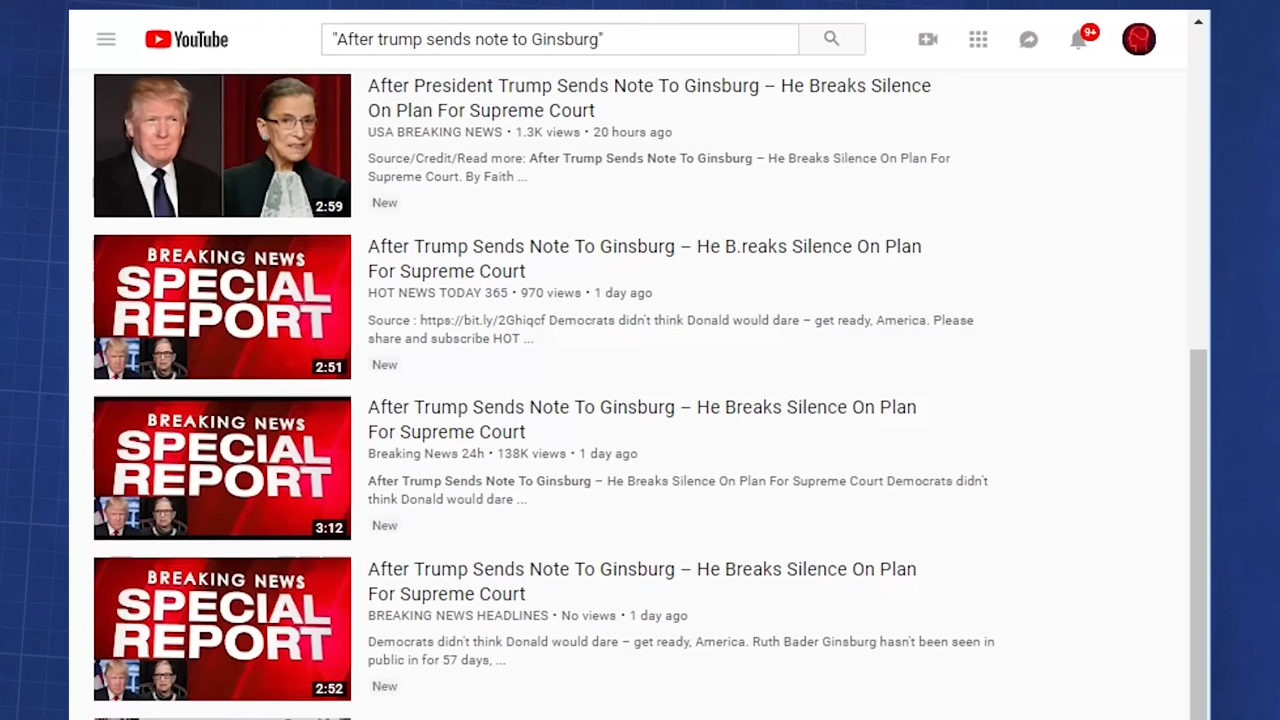 YouTube
"After trump sends note to Ginsburg"
9+
After President Trump Sends Note To Ginsburg – He Breaks Silence
On Plan For Supreme Court
USA BREAKING NEWS • 1.3K views • 20 hours ago
Source/Credit/Read more: After Trump Sends Note To Ginsburg – He Breaks Silence On Plan For
Supreme Court. By Faith ...
New
2:59
BREAKING NEWS
SPECIAL
REPORT
2:51
After Trump Sends Note To Ginsburg – He B.reaks Silence On Plan
For Supreme Court
HOT NEWS TODAY 365 • 970 views • 1 day ago
Source : https://bit.ly/2Ghiqcf Democrats didn't think Donald would dare – get ready, America. Please
share and subscribe HOT ...
New
BREAKING NEWS
SPECIAL
REPORT
3:12
After Trump Sends Note To Ginsburg – He Breaks Silence On Plan
For Supreme Court
Breaking News 24h • 138K views • 1 day ago
After Trump Sends Note To Ginsburg – He Breaks Silence On Plan For Supreme Court Democrats didn't
think Donald would dare ...
New
BREAKING NEWS
SPECIAL
REPORT
2:52
After Trump Sends Note To Ginsburg – He Breaks Silence On Plan
For Supreme Court
BREAKING NEWS HEADLINES • No views • 1 day ago
Democrats didn't think Donald would dare – get ready, America. Ruth Bader Ginsburg hasn't been seen in
public in for 57 days, ...
New